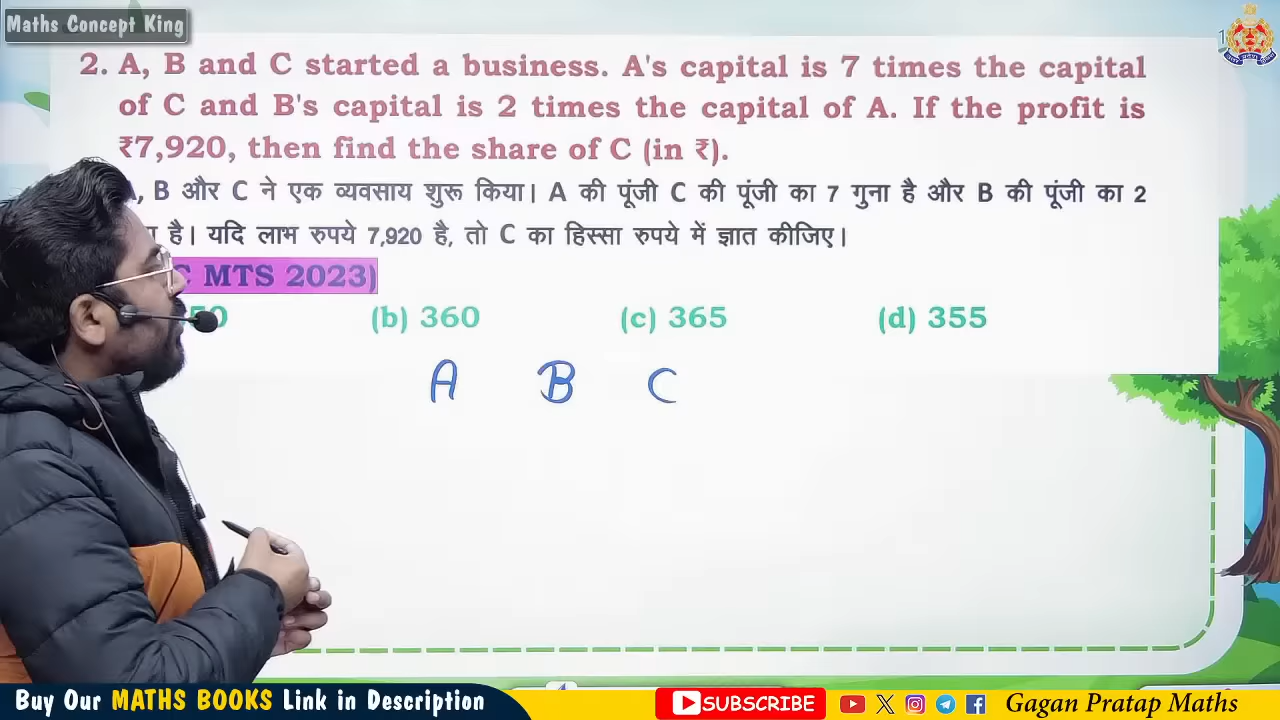 Maths Concept King
2. A, B and C started a business. A's capital is 7 times the capital
of C and B's capital is 2 times the capital of A. If the profit is
₹7,920, then find the share of C (in ₹).
A, B और C ने एक व्यवसाय शुरू किया। A की पूंजी C की पूंजी का 7 गुना है और B की पूंजी का 2
है। यदि लाभ रुपये 7,920 है, तो C का हिस्सा रुपये में ज्ञात कीजिए।
MTS 2023)
50 (b) 360 (c) 365 (d) 355
A B C
Buy Our MATHS BOOKS Link in Description SUBSCRIBE Gagan Pratap Maths